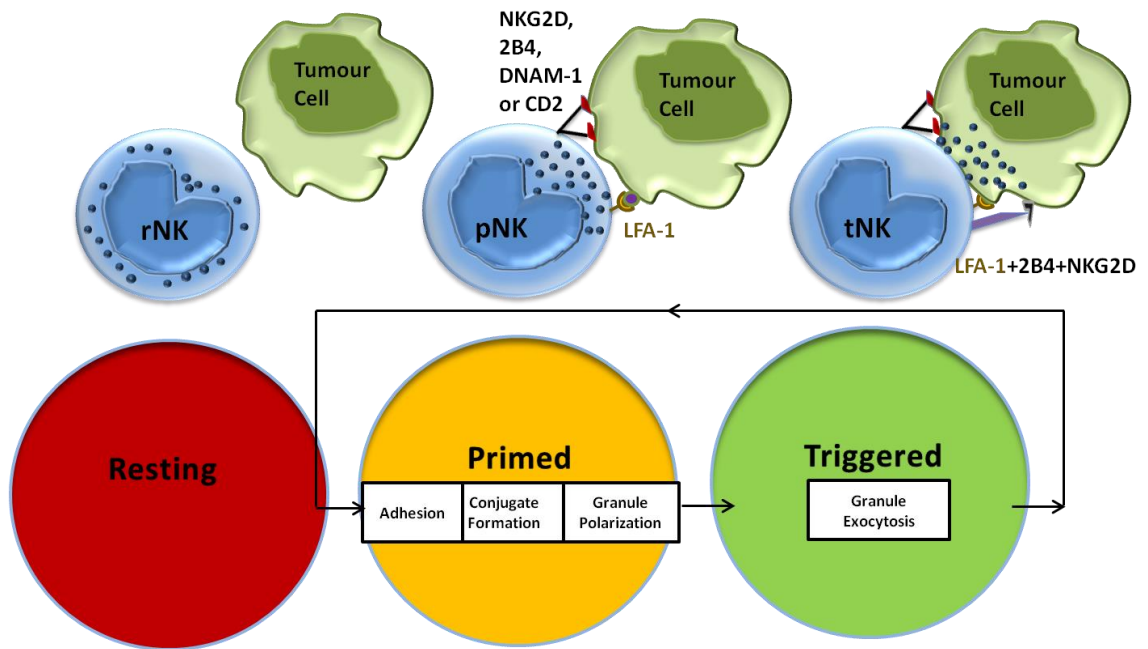 NKG2D,
2B4,
DNAM-1
or CD2
Tumour
Cell
Tumour
Cell
Tumour
Cell
rNK
pNK
tNK
LFA-1
LFA-1+2B4+NKG2D
Resting
Primed
Triggered
Adhesion
Conjugate
Formation
Granule
Polarization
Granule
Exocytosis